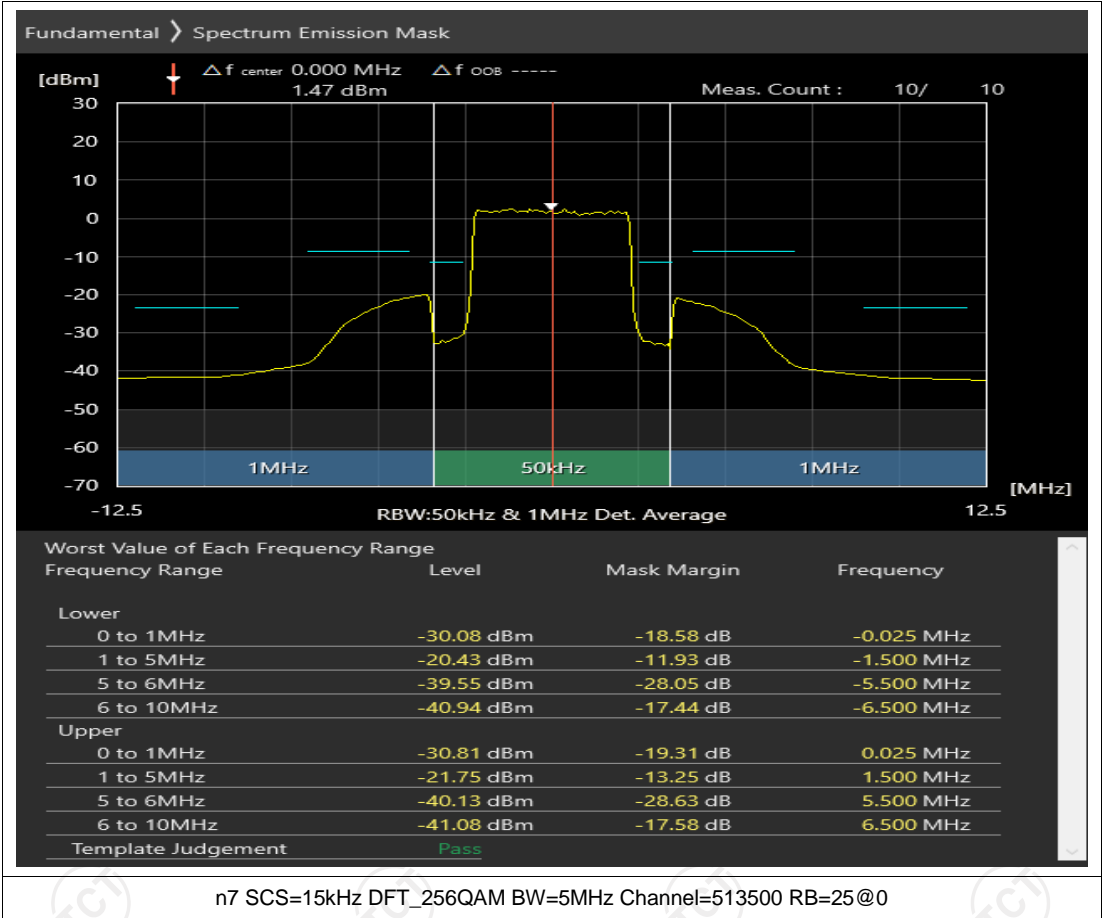 Fundamental ❯ Spectrum Emission Mask
[dBm] △f center 0.000 MHz △f OOB -----
1.47 dBm Meas. Count : 10/ 10
30
20
10
0
-10
-20
-30
-40
-50
-60
1MHz 50kHz 1MHz
-70
[MHz]
-12.5 RBW:50kHz & 1MHz Det. Average 12.5
Worst Value of Each Frequency Range
Frequency Range Level Mask Margin Frequency
Lower
0 to 1MHz -30.08 dBm -18.58 dB -0.025 MHz
1 to 5MHz -20.43 dBm -11.93 dB -1.500 MHz
5 to 6MHz -39.55 dBm -28.05 dB -5.500 MHz
6 to 10MHz -40.94 dBm -17.44 dB -6.500 MHz
Upper
0 to 1MHz -30.81 dBm -19.31 dB 0.025 MHz
1 to 5MHz -21.75 dBm -13.25 dB 1.500 MHz
5 to 6MHz -40.13 dBm -28.63 dB 5.500 MHz
6 to 10MHz -41.08 dBm -17.58 dB 6.500 MHz
Template Judgement Pass
n7 SCS=15kHz DFT_256QAM BW=5MHz Channel=513500 RB=25@0
TCT TCT TCT TCT